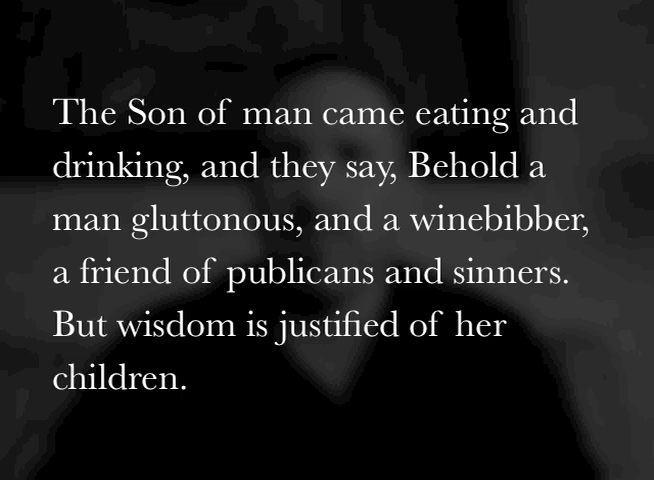 The Son of man came eating and
drinking, and they say, Behold a
man gluttonous, and a winebibber,
a friend of publicans and sinners.
But wisdom is justified of her
children.